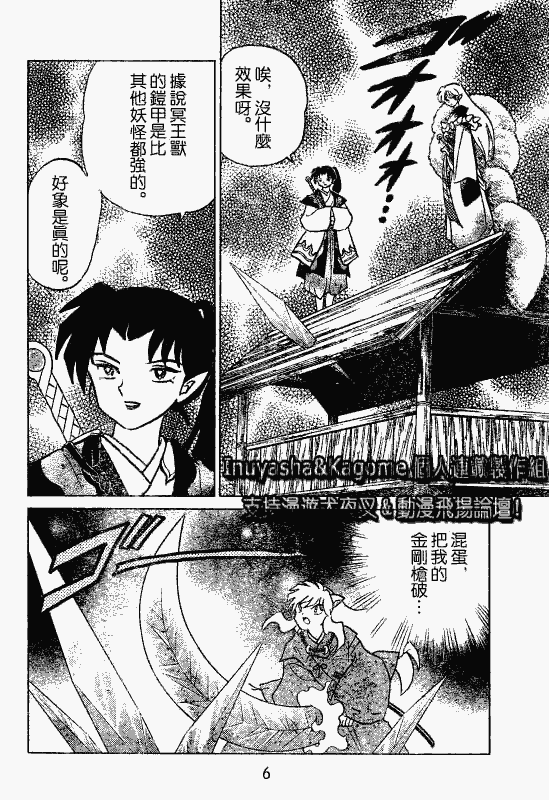 ズオオオオ…
唉，沒什麼
效果呀。
據說冥王獸
的鎧甲是比
其他妖怪都強的。
好象是眞的呢。
Inuyasha&Kagome 個人連載製作組
支持漫遊犬夜叉&動漫飛揚論壇！
混蛋，
把我的
金剛槍破…
6